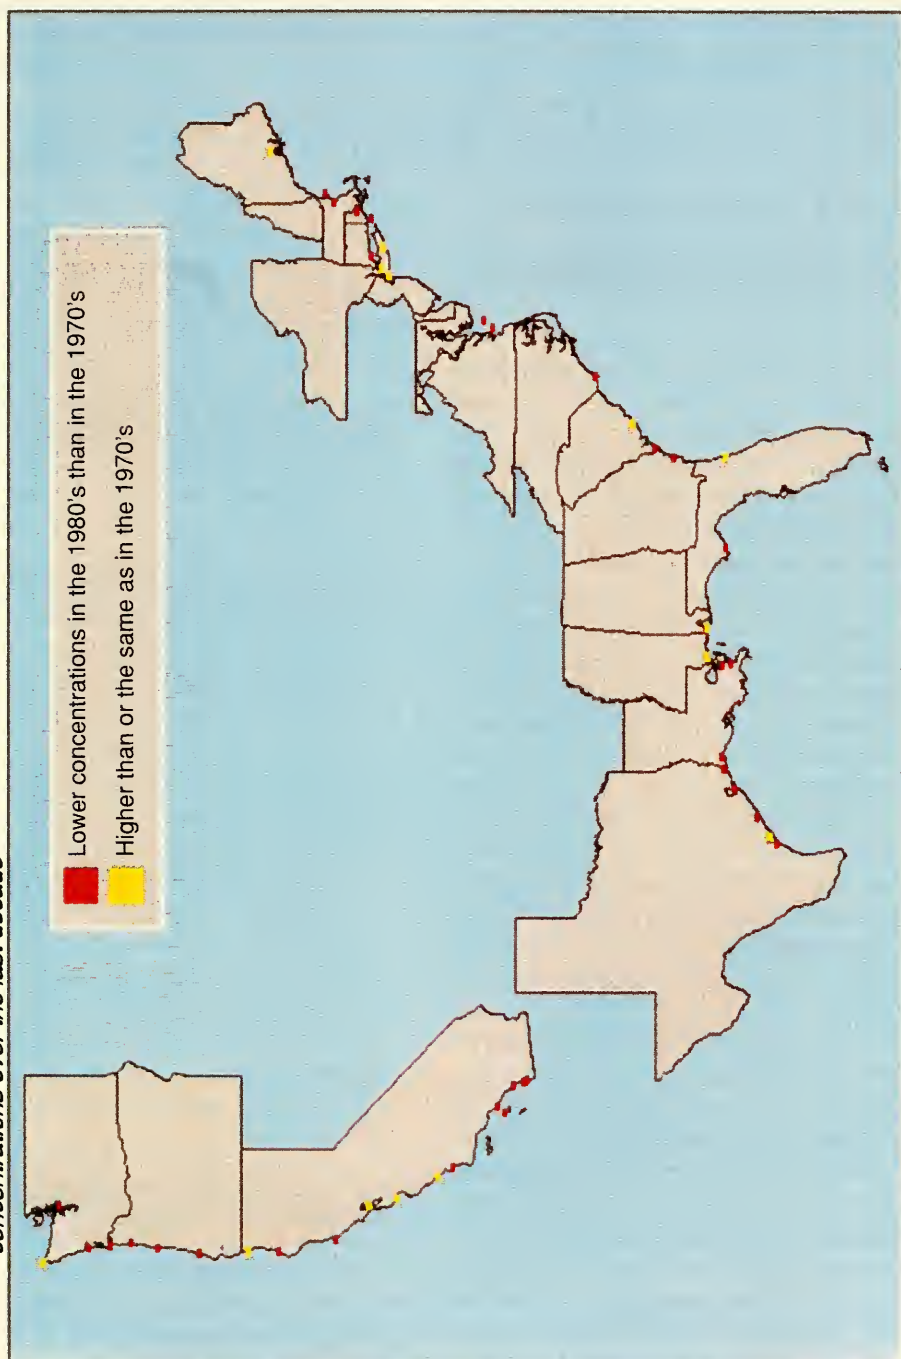 Lower concentrations in the 1980's than in the 1970's
Higher than or the same as in the 1970's